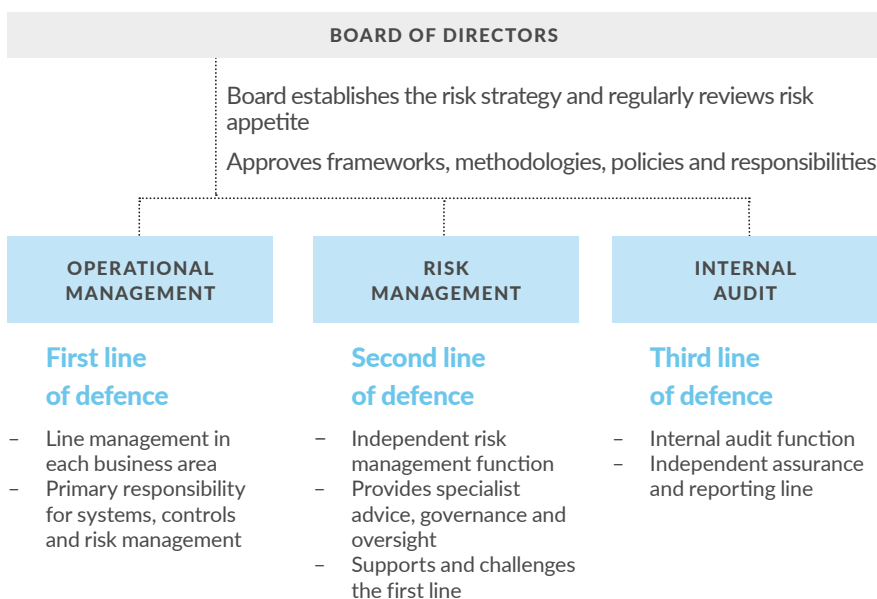 BOARD OF DIRECTORS
Board establishes the risk strategy and regularly reviews risk
appetite
Approves frameworks, methodologies, policies and responsibilities
OPERATIONAL
MANAGEMENT
First line
of defence
– Line management in
each business area
– Primary responsibility
for systems, controls
and risk management
RISK
MANAGEMENT
Second line
of defence
– Independent risk
management function
– Provides specialist
advice, governance and
oversight
– Supports and challenges
the first line
INTERNAL
AUDIT
Third line
of defence
– Internal audit function
– Independent assurance
and reporting line